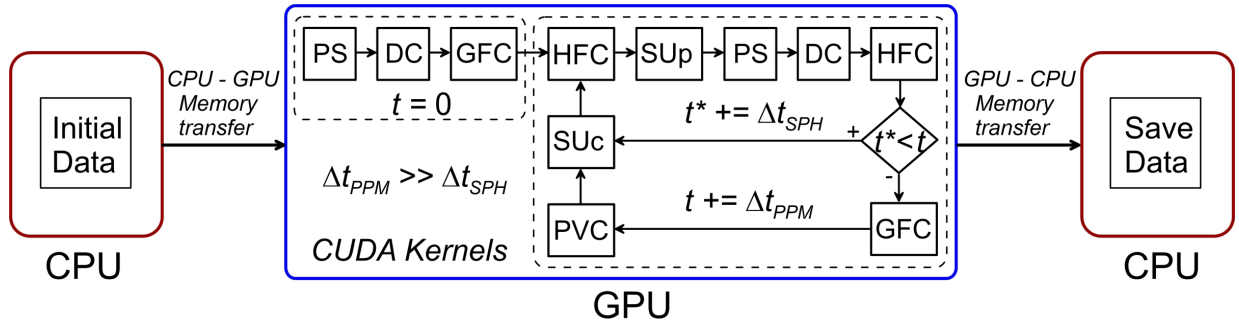 Initial
Data
CPU
CPU - GPU
Memory
transfer
PS
DC
GFC
t = 0
HFC
SUp
PS
DC
HFC
t* += Δt_SPH
+
t*<t
-
SUc
Δt_PPM >> Δt_SPH
t += Δt_PPM
PVC
GFC
CUDA Kernels
GPU
GPU - CPU
Memory
transfer
Save
Data
CPU